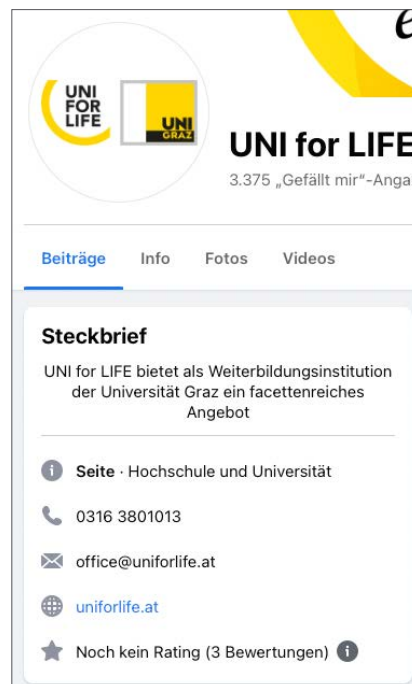 e
UNI
FOR
LIFE
UNI
GRAZ
UNI for LIFE
3.375 „Gefällt mir“-Anga
Beiträge Info Fotos Videos
Steckbrief
UNI for LIFE bietet als Weiterbildungsinstitution
der Universität Graz ein facettenreiches
Angebot
Seite · Hochschule und Universität
0316 3801013
office@uniforlife.at
uniforlife.at
Noch kein Rating (3 Bewertungen)